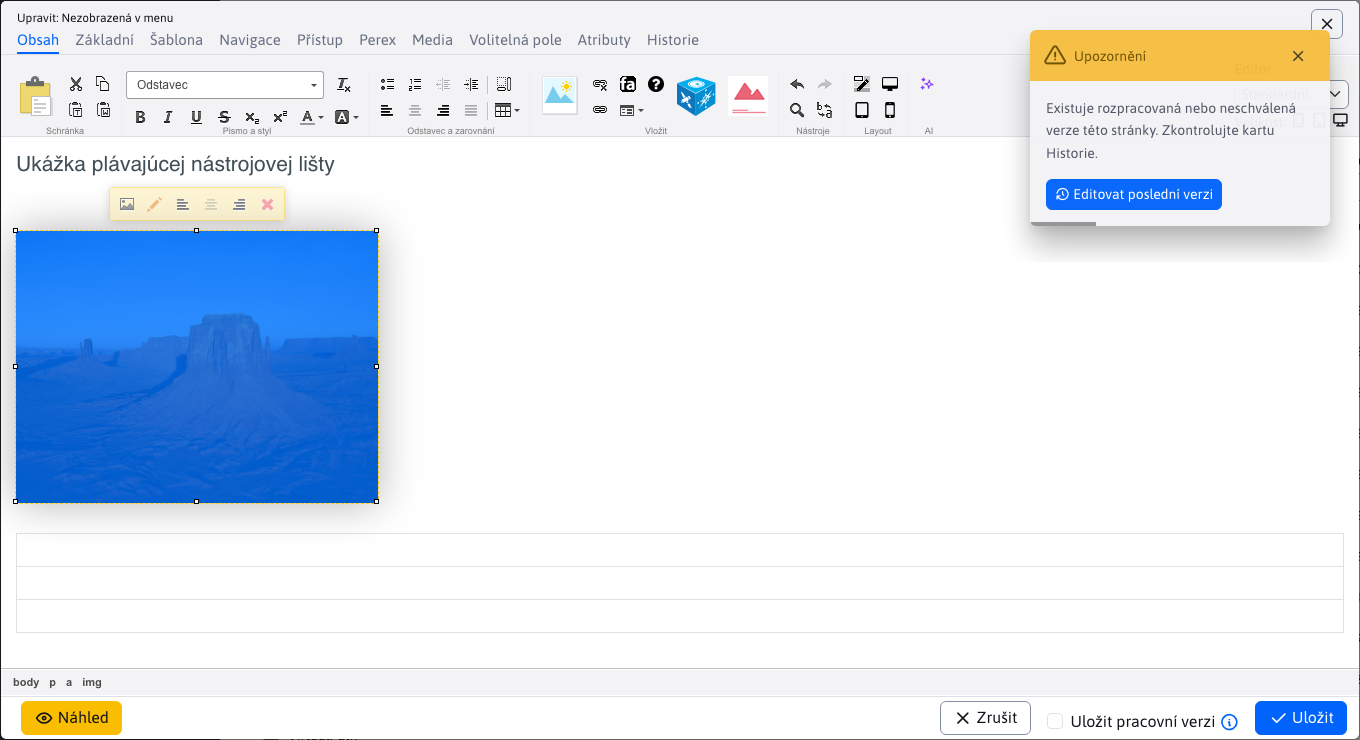 Upravit: Nezobrazená v menu
Obsah Základní Šablona Navigace Přístup Perex Media Volitelná pole Atributy Historie
Upozornění
Odstavec
Schránka Písmo a styl Odstavec a zarovnání Vložit Nástroje Layout AI
Editor
Standardní
Existuje rozpracovaná nebo neschválená
verze této stránky. Zkontrolujte kartu
Historie.
Editovat poslední verzi
Ukážka plávajúcej nástrojovej lišty
body p a img
Náhled
Zrušit
Uložit pracovní verzi
Uložit